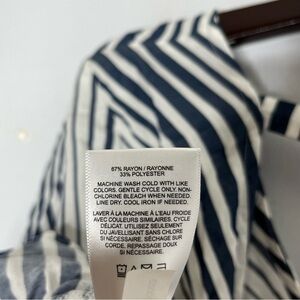 67% RAYON / RAYONNE
33% POLYESTER
MACHINE WASH COLD WITH LIKE
COLORS. GENTLE CYCLE ONLY. NON-
CHLORINE BLEACH WHEN NEEDED.
LINE DRY. COOL IRON IF NEEDED.
LAVER À LA MACHINE À L'EAU FROIDE
AVEC COULEURS SIMILAIRES. CYCLE
DÉLICAT. UTILISER SEULEMENT
DU JAVELLISANT SANS CHLORE
SI NÉCESSAIRE. SÉCHAGE SUR
CORDE. REPASSAGE DOUX
SI NÉCESSAIRE.